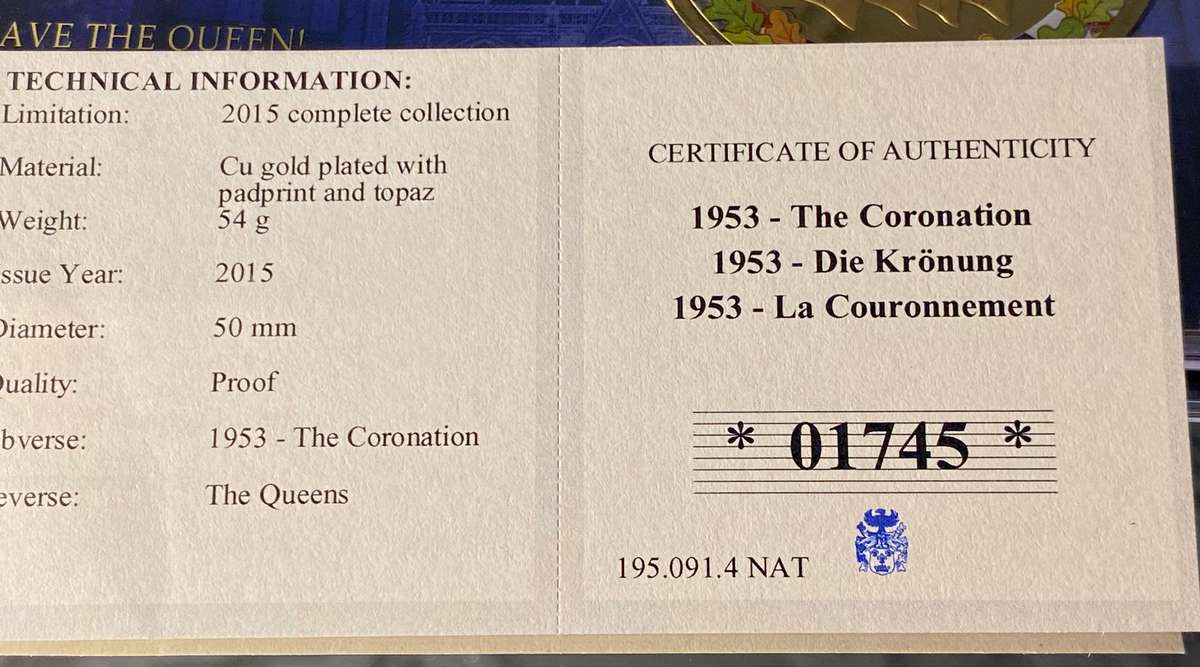 AVE THE QUEEN!
TECHNICAL INFORMATION:
Limitation: 2015 complete collection
Material: Cu gold plated with
padprint and topaz
Weight: 54 g
ssue Year: 2015
Diameter: 50 mm
Quality: Proof
bverse: 1953 - The Coronation
everse: The Queens
CERTIFICATE OF AUTHENTICITY
1953 - The Coronation
1953 - Die Krönung
1953 - La Couronnement
* 01745 *
195.091.4 NAT